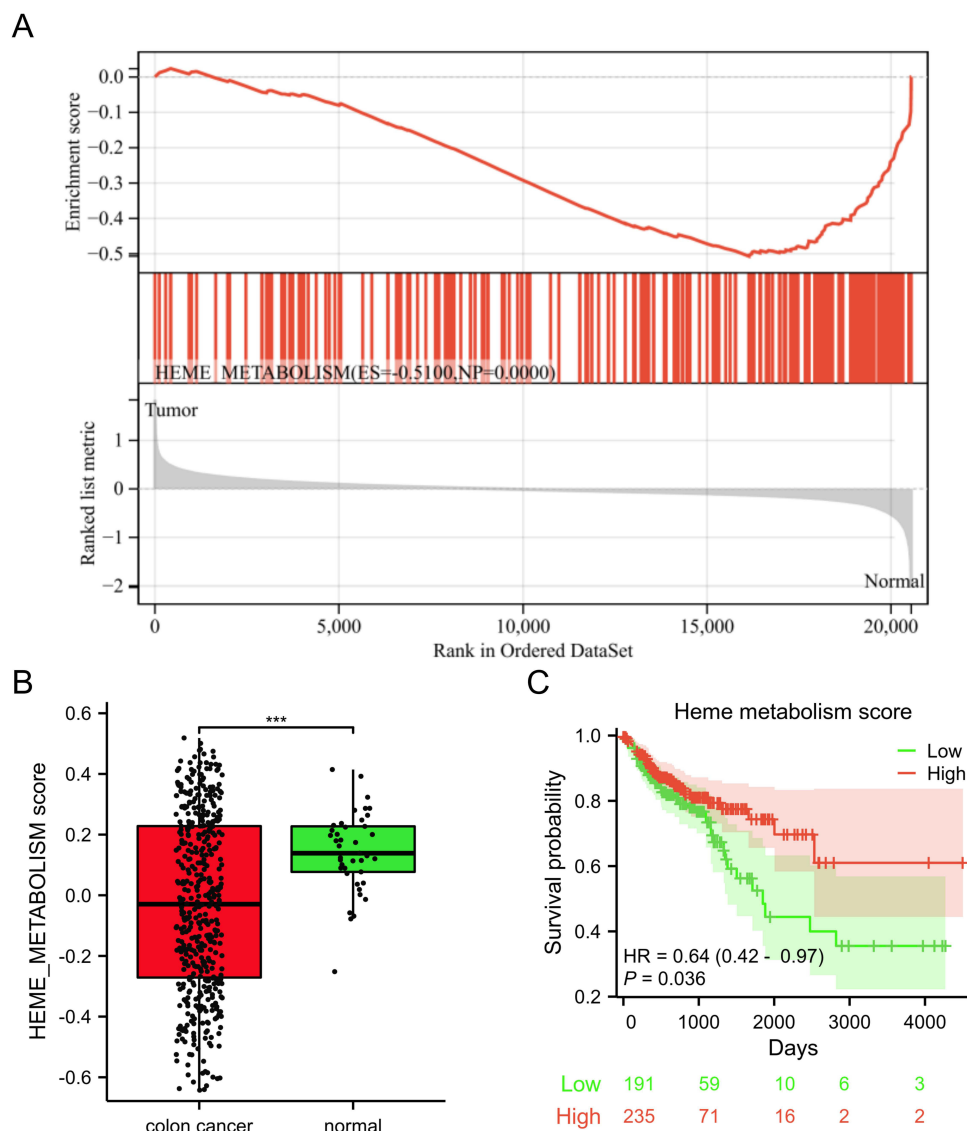 A
Enrichment score
0.0
−0.1
−0.2
−0.3
−0.4
−0.5
HEME METABOLISM(ES=-0.5100,NP=0.0000)
Tumor
Ranked list metric
1
0
−1
−2
Normal
0 5,000 10,000 15,000 20,000
Rank in Ordered DataSet
B
HEME_METABOLISM score
0.6
0.4
0.2
0.0
-0.2
-0.4
-0.6
***
colon cancer normal
C
Heme metabolism score
Survival probability
1.0
0.8
0.6
0.4
0.2
Low
High
HR = 0.64 (0.42 - 0.97)
P = 0.036
0 1000 2000 3000 4000
Days
Low 191 59 10 6 3
High 235 71 16 2 2